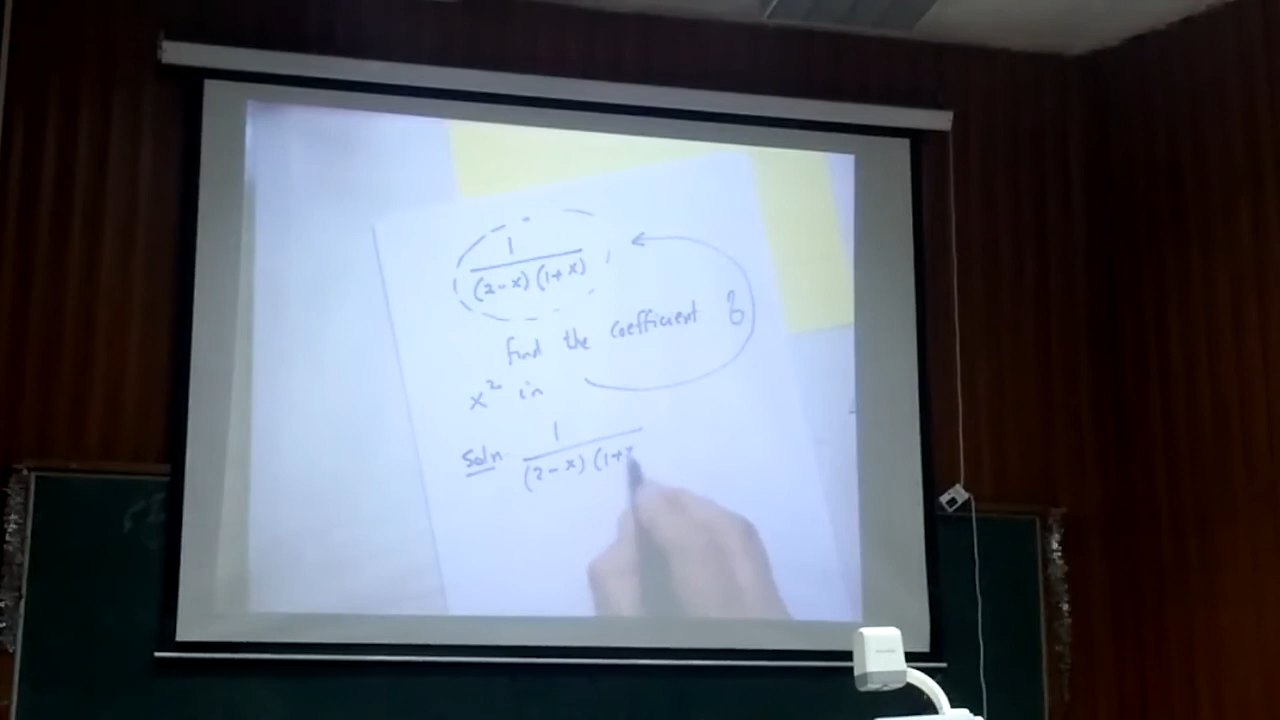 1
(2-x)(1+x)
find the coefficient of
x² in
Soln 1
(2-x)(1+x